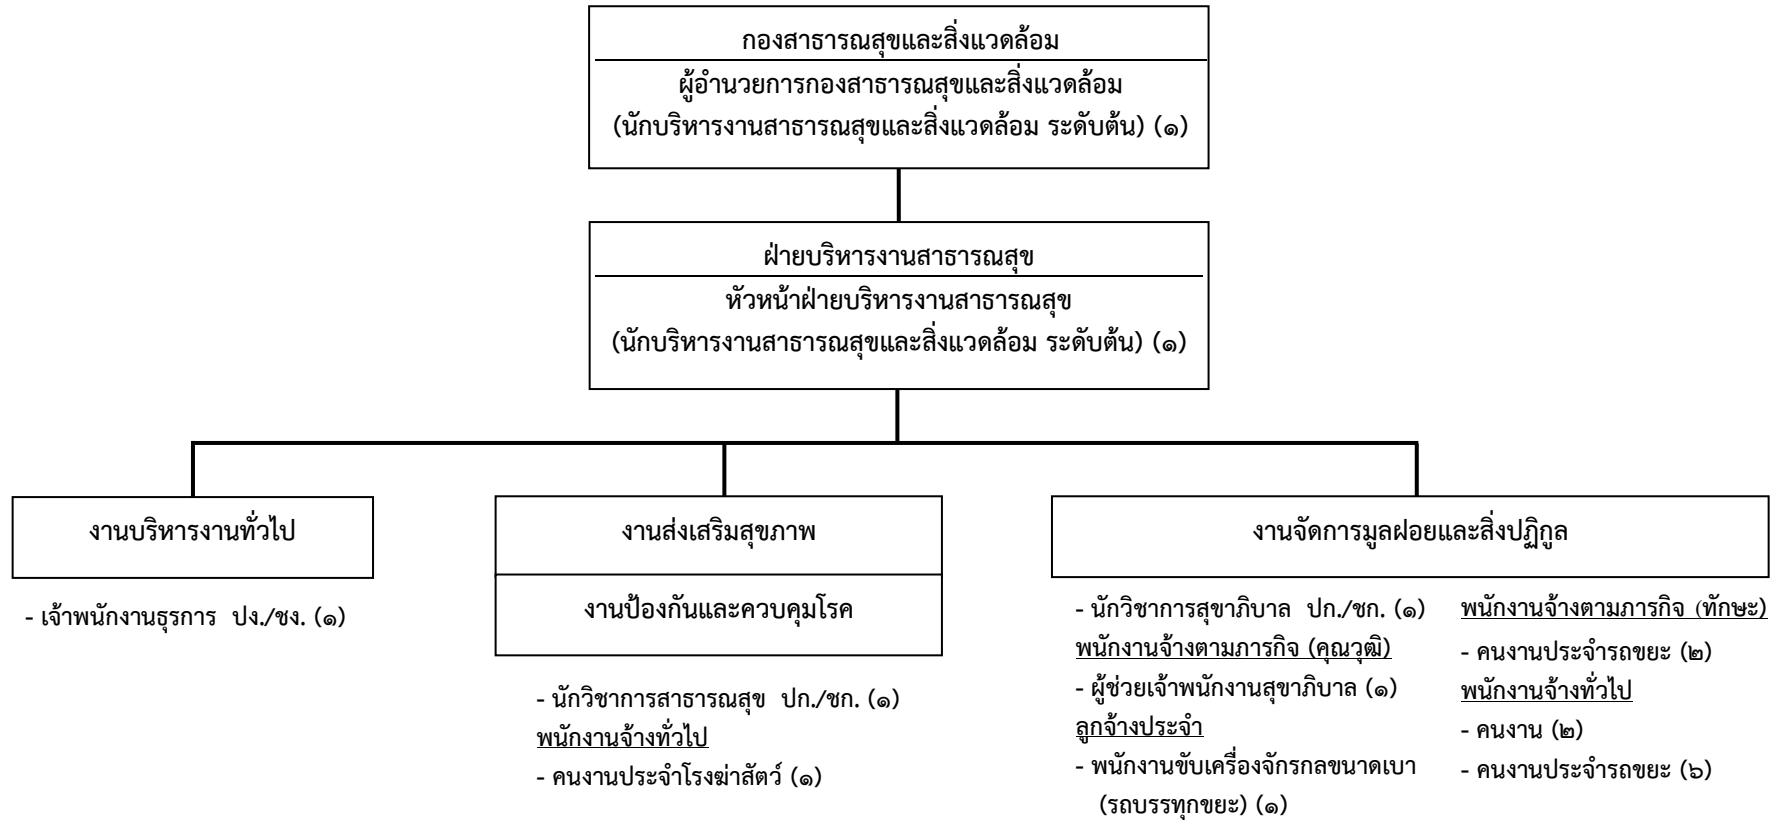 กองสาธารณสุขและสิ่งแวดล้อม
ผู้อำนวยการกองสาธารณสุขและสิ่งแวดล้อม
(นักบริหารงานสาธารณสุขและสิ่งแวดล้อม ระดับต้น) (๑)
ฝ่ายบริหารงานสาธารณสุข
หัวหน้าฝ่ายบริหารงานสาธารณสุข
(นักบริหารงานสาธารณสุขและสิ่งแวดล้อม ระดับต้น) (๑)
งานบริหารงานทั่วไป
- เจ้าพนักงานธุรการ ปง./ชง. (๑)
งานส่งเสริมสุขภาพ
งานป้องกันและควบคุมโรค
- นักวิชาการสาธารณสุข ปก./ชก. (๑)
พนักงานจ้างทั่วไป
- คนงานประจำโรงฆ่าสัตว์ (๑)
งานจัดการมูลฝอยและสิ่งปฏิกูล
- นักวิชาการสุขาภิบาล ปก./ชก. (๑)
พนักงานจ้างตามภารกิจ (คุณวุฒิ)
- ผู้ช่วยเจ้าพนักงานสุขาภิบาล (๑)
ลูกจ้างประจำ
- พนักงานขับเครื่องจักรกลขนาดเบา
(รถบรรทุกขยะ) (๑)
พนักงานจ้างตามภารกิจ (ทักษะ)
- คนงานประจำรถขยะ (๒)
พนักงานจ้างทั่วไป
- คนงาน (๒)
- คนงานประจำรถขยะ (๖)